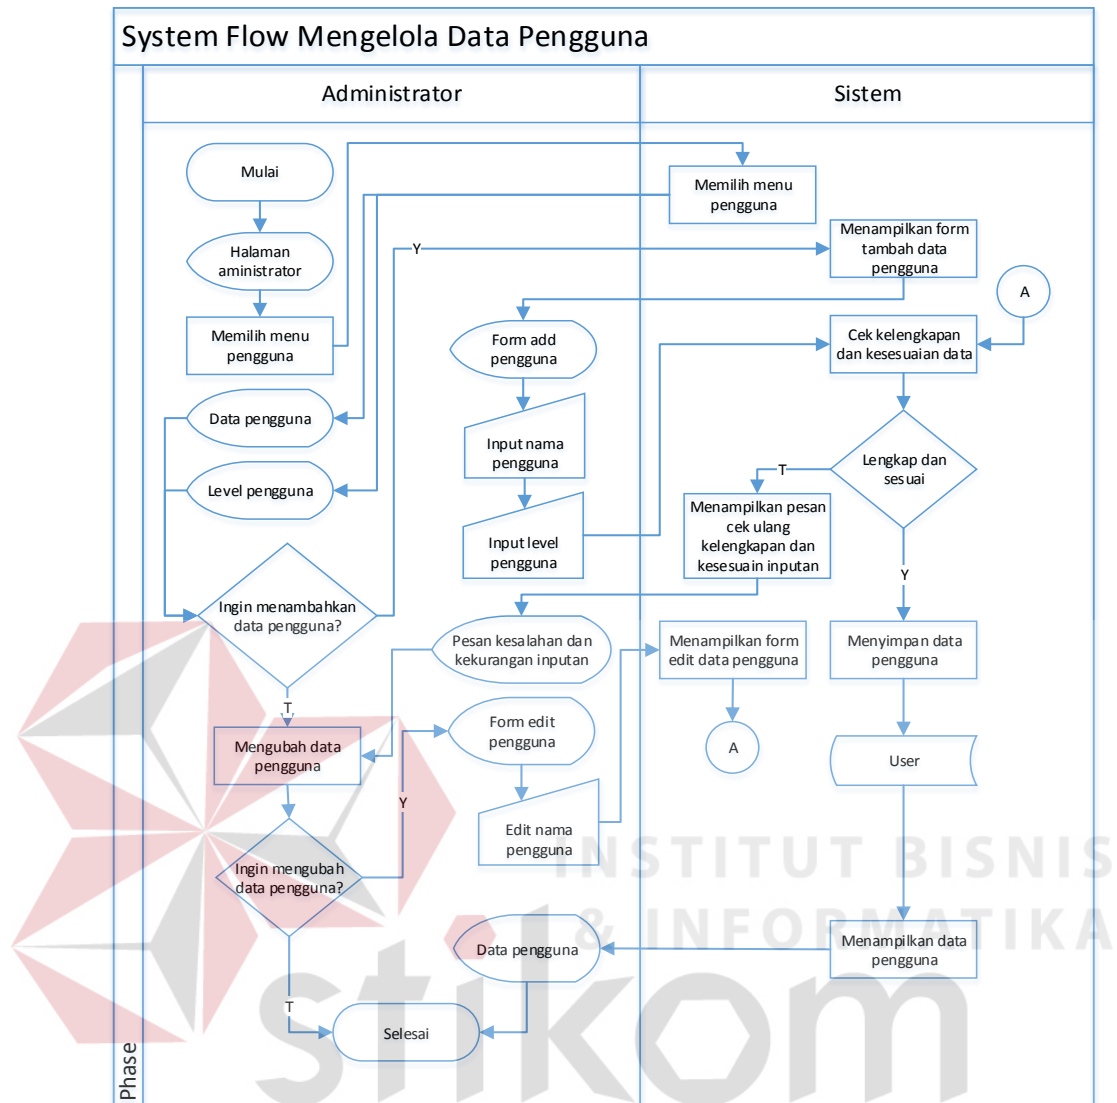 System Flow Mengelola Data Pengguna
Administrator
Sistem
Phase
Mulai
Halaman
aministrator
Memilih menu
pengguna
Memilih menu
pengguna
Data pengguna
Level pengguna
Ingin menambahkan
data pengguna?
Y
T
Menampilkan form
tambah data
pengguna
Form add
pengguna
Input nama
pengguna
Input level
pengguna
A
Cek kelengkapan
dan kesesuaian data
Lengkap dan
sesuai
T
Y
Menampilkan pesan
cek ulang
kelengkapan dan
kesesuain inputan
Pesan kesalahan dan
kekurangan inputan
Mengubah data
pengguna
Ingin mengubah
data pengguna?
Y
T
Form edit
pengguna
Edit nama
pengguna
Menampilkan form
edit data pengguna
A
Menyimpan data
pengguna
User
Menampilkan data
pengguna
Data pengguna
Selesai
INSTITUT BISNIS
& INFORMATIKA
stikom